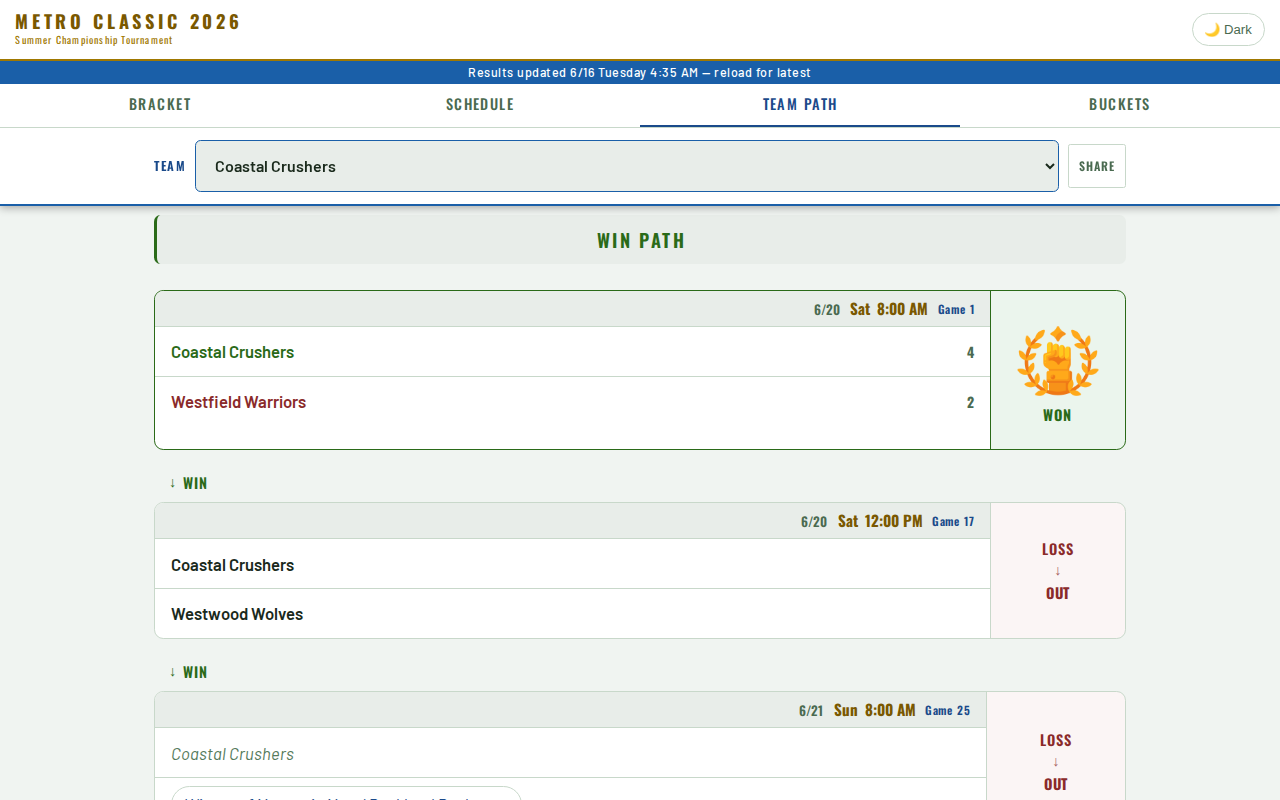 METRO CLASSIC 2026
Summer Championship Tournament
🌙 Dark
Results updated 6/16 Tuesday 4:35 AM — reload for latest
BRACKET
SCHEDULE
TEAM PATH
BUCKETS
TEAM
Coastal Crushers
SHARE
WIN PATH
6/20 Sat 8:00 AM Game 1
Coastal Crushers 4
Westfield Warriors 2
WON
↓ WIN
6/20 Sat 12:00 PM Game 17
Coastal Crushers
Westwood Wolves
LOSS
↓
OUT
↓ WIN
6/21 Sun 8:00 AM Game 25
Coastal Crushers
LOSS
↓
OUT